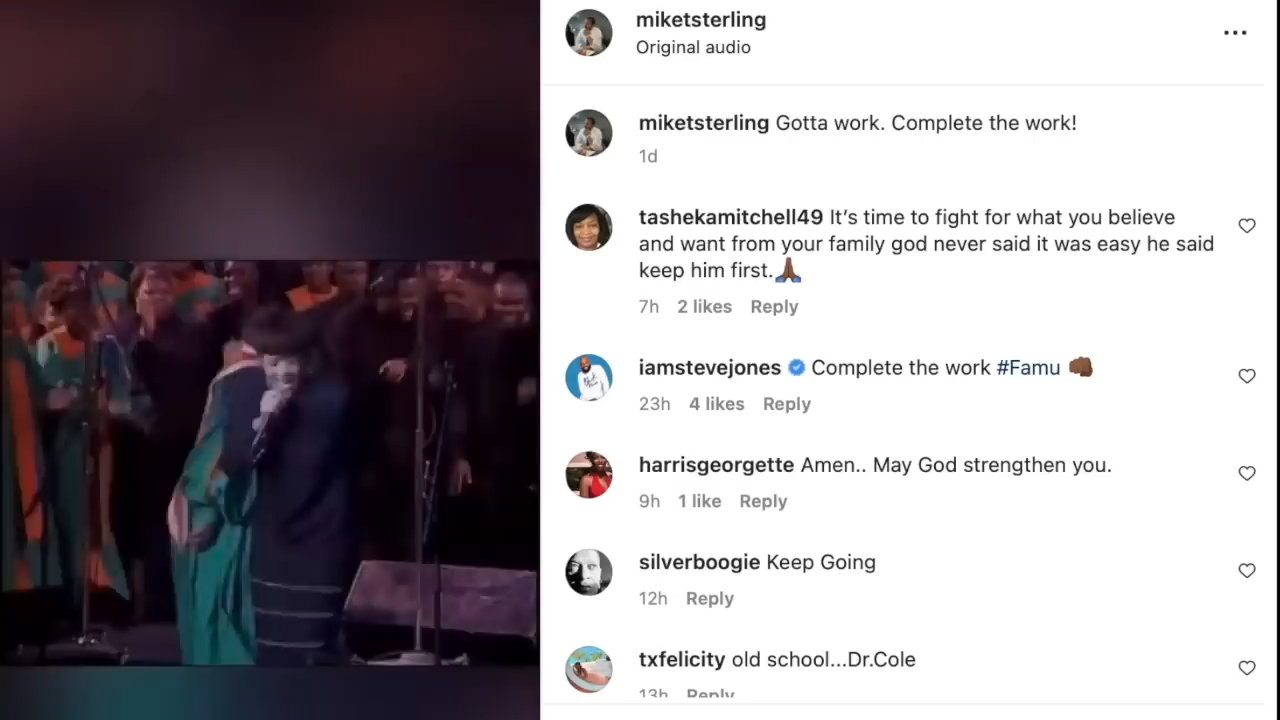 miketsterling
Original audio
miketsterling Gotta work. Complete the work!
1d
tashekamitchell49 It’s time to fight for what you believe
and want from your family god never said it was easy he said
keep him first.🙏🏾
7h 2 likes Reply
iamstevejones Complete the work #Famu 👊🏾
23h 4 likes Reply
harrisgeorgette Amen.. May God strengthen you.
9h 1 like Reply
silverboogie Keep Going
12h Reply
txfelicity old school...Dr.Cole
13h Reply